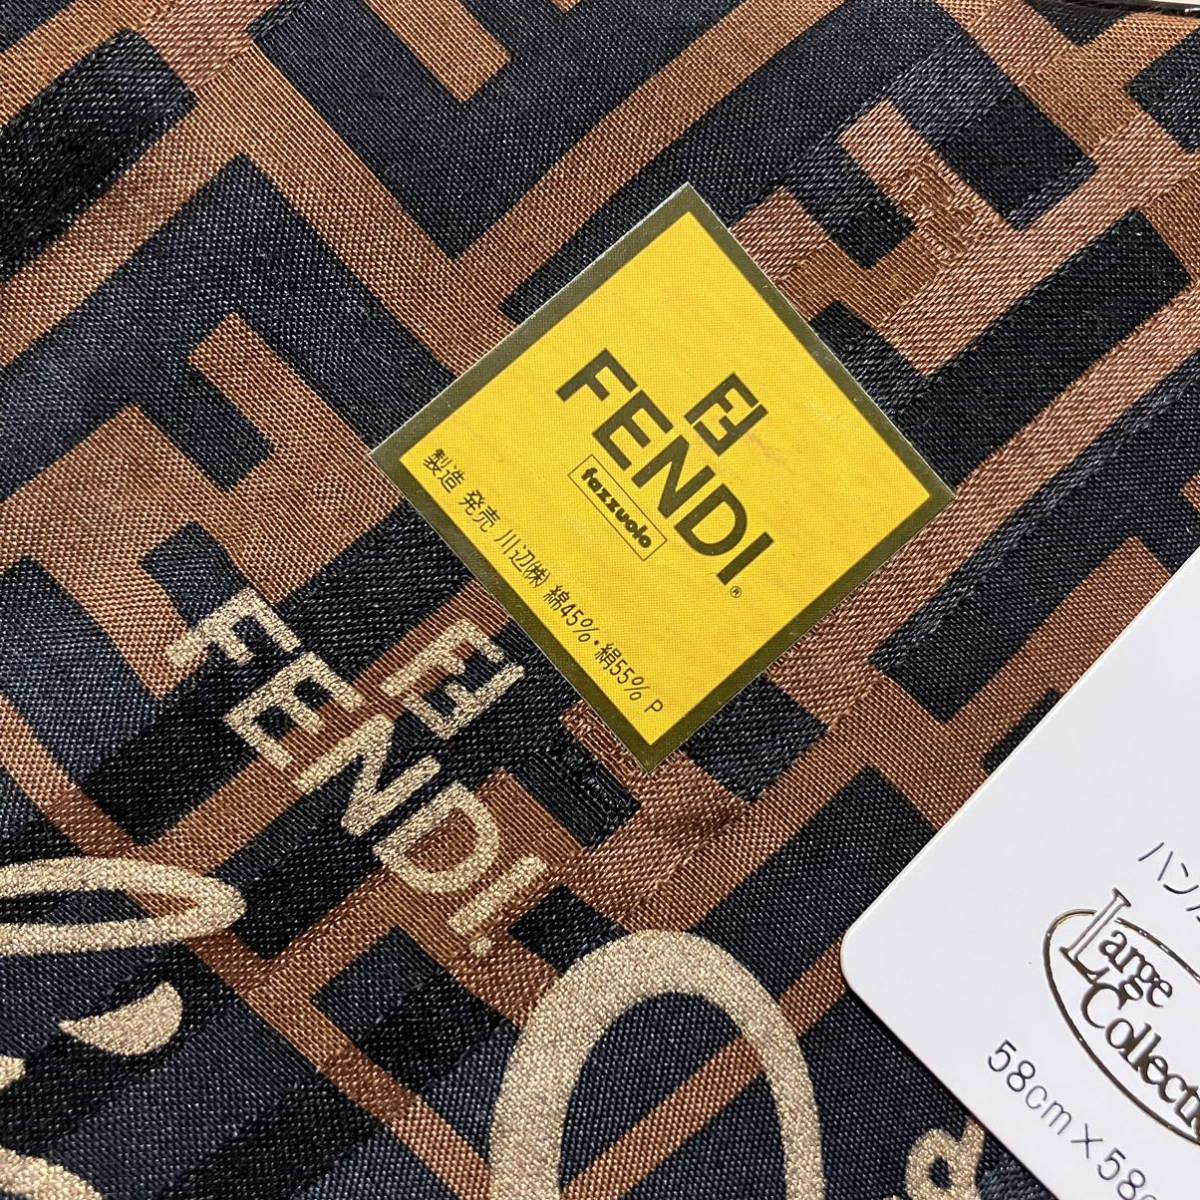 FENDI
fazzuolo
製造 発売 川辺㈱ 綿45%・絹55% P
FENDI.
ハン
Large
Collection
58cm×58